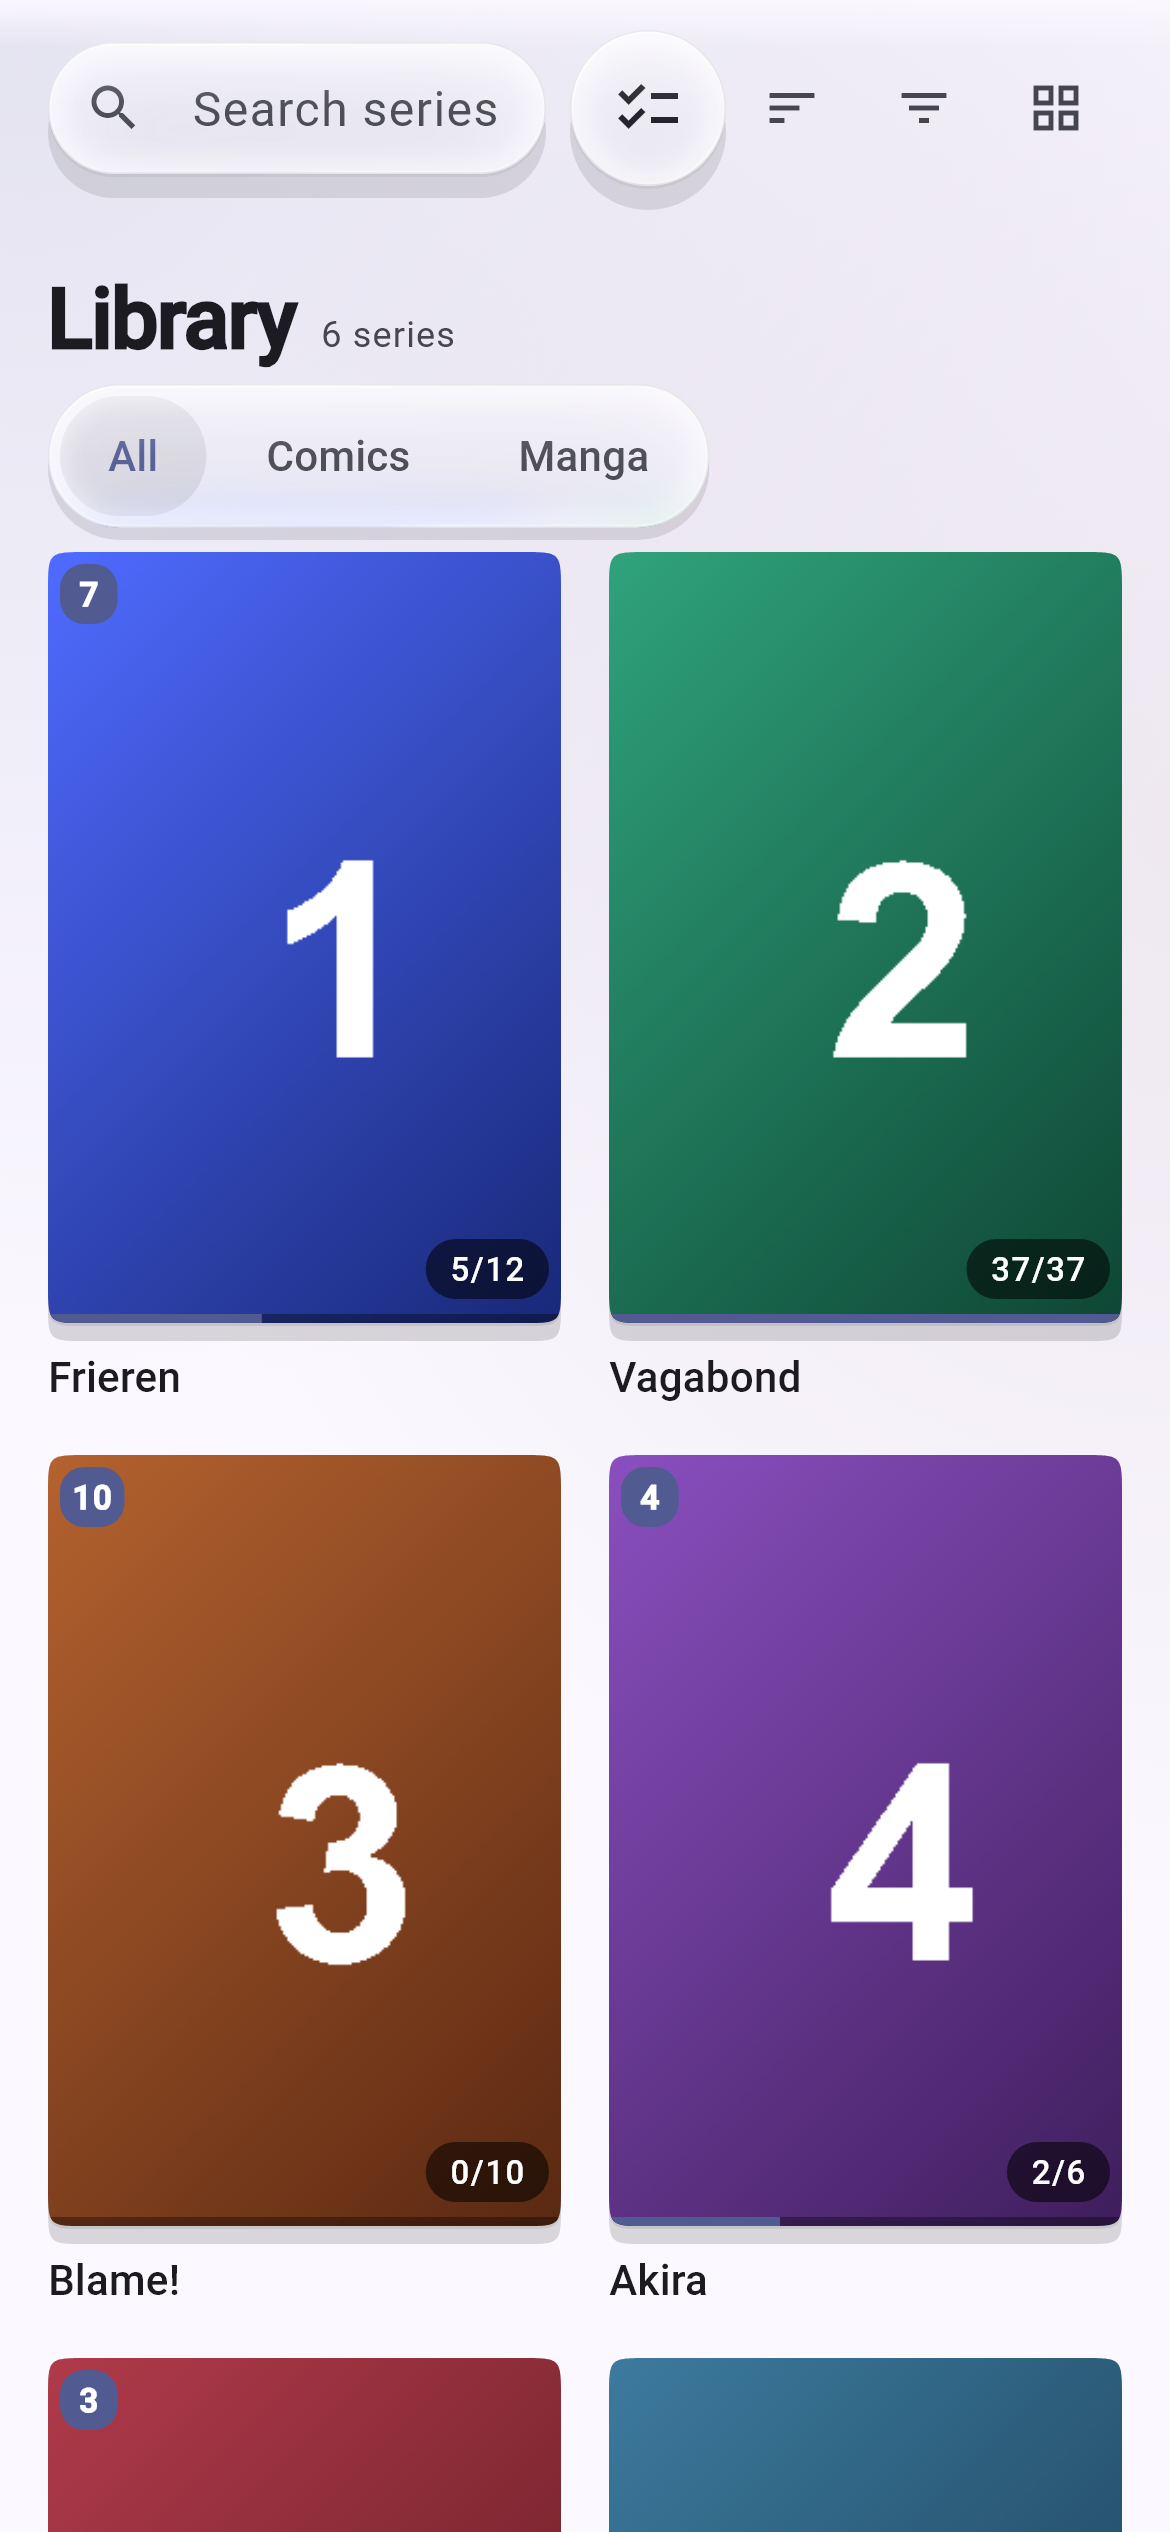 Search series
Library 6 series
All Comics Manga
7
1
2
5/12
37/37
Frieren
Vagabond
10
4
3
4
0/10
2/6
Blame!
Akira
3